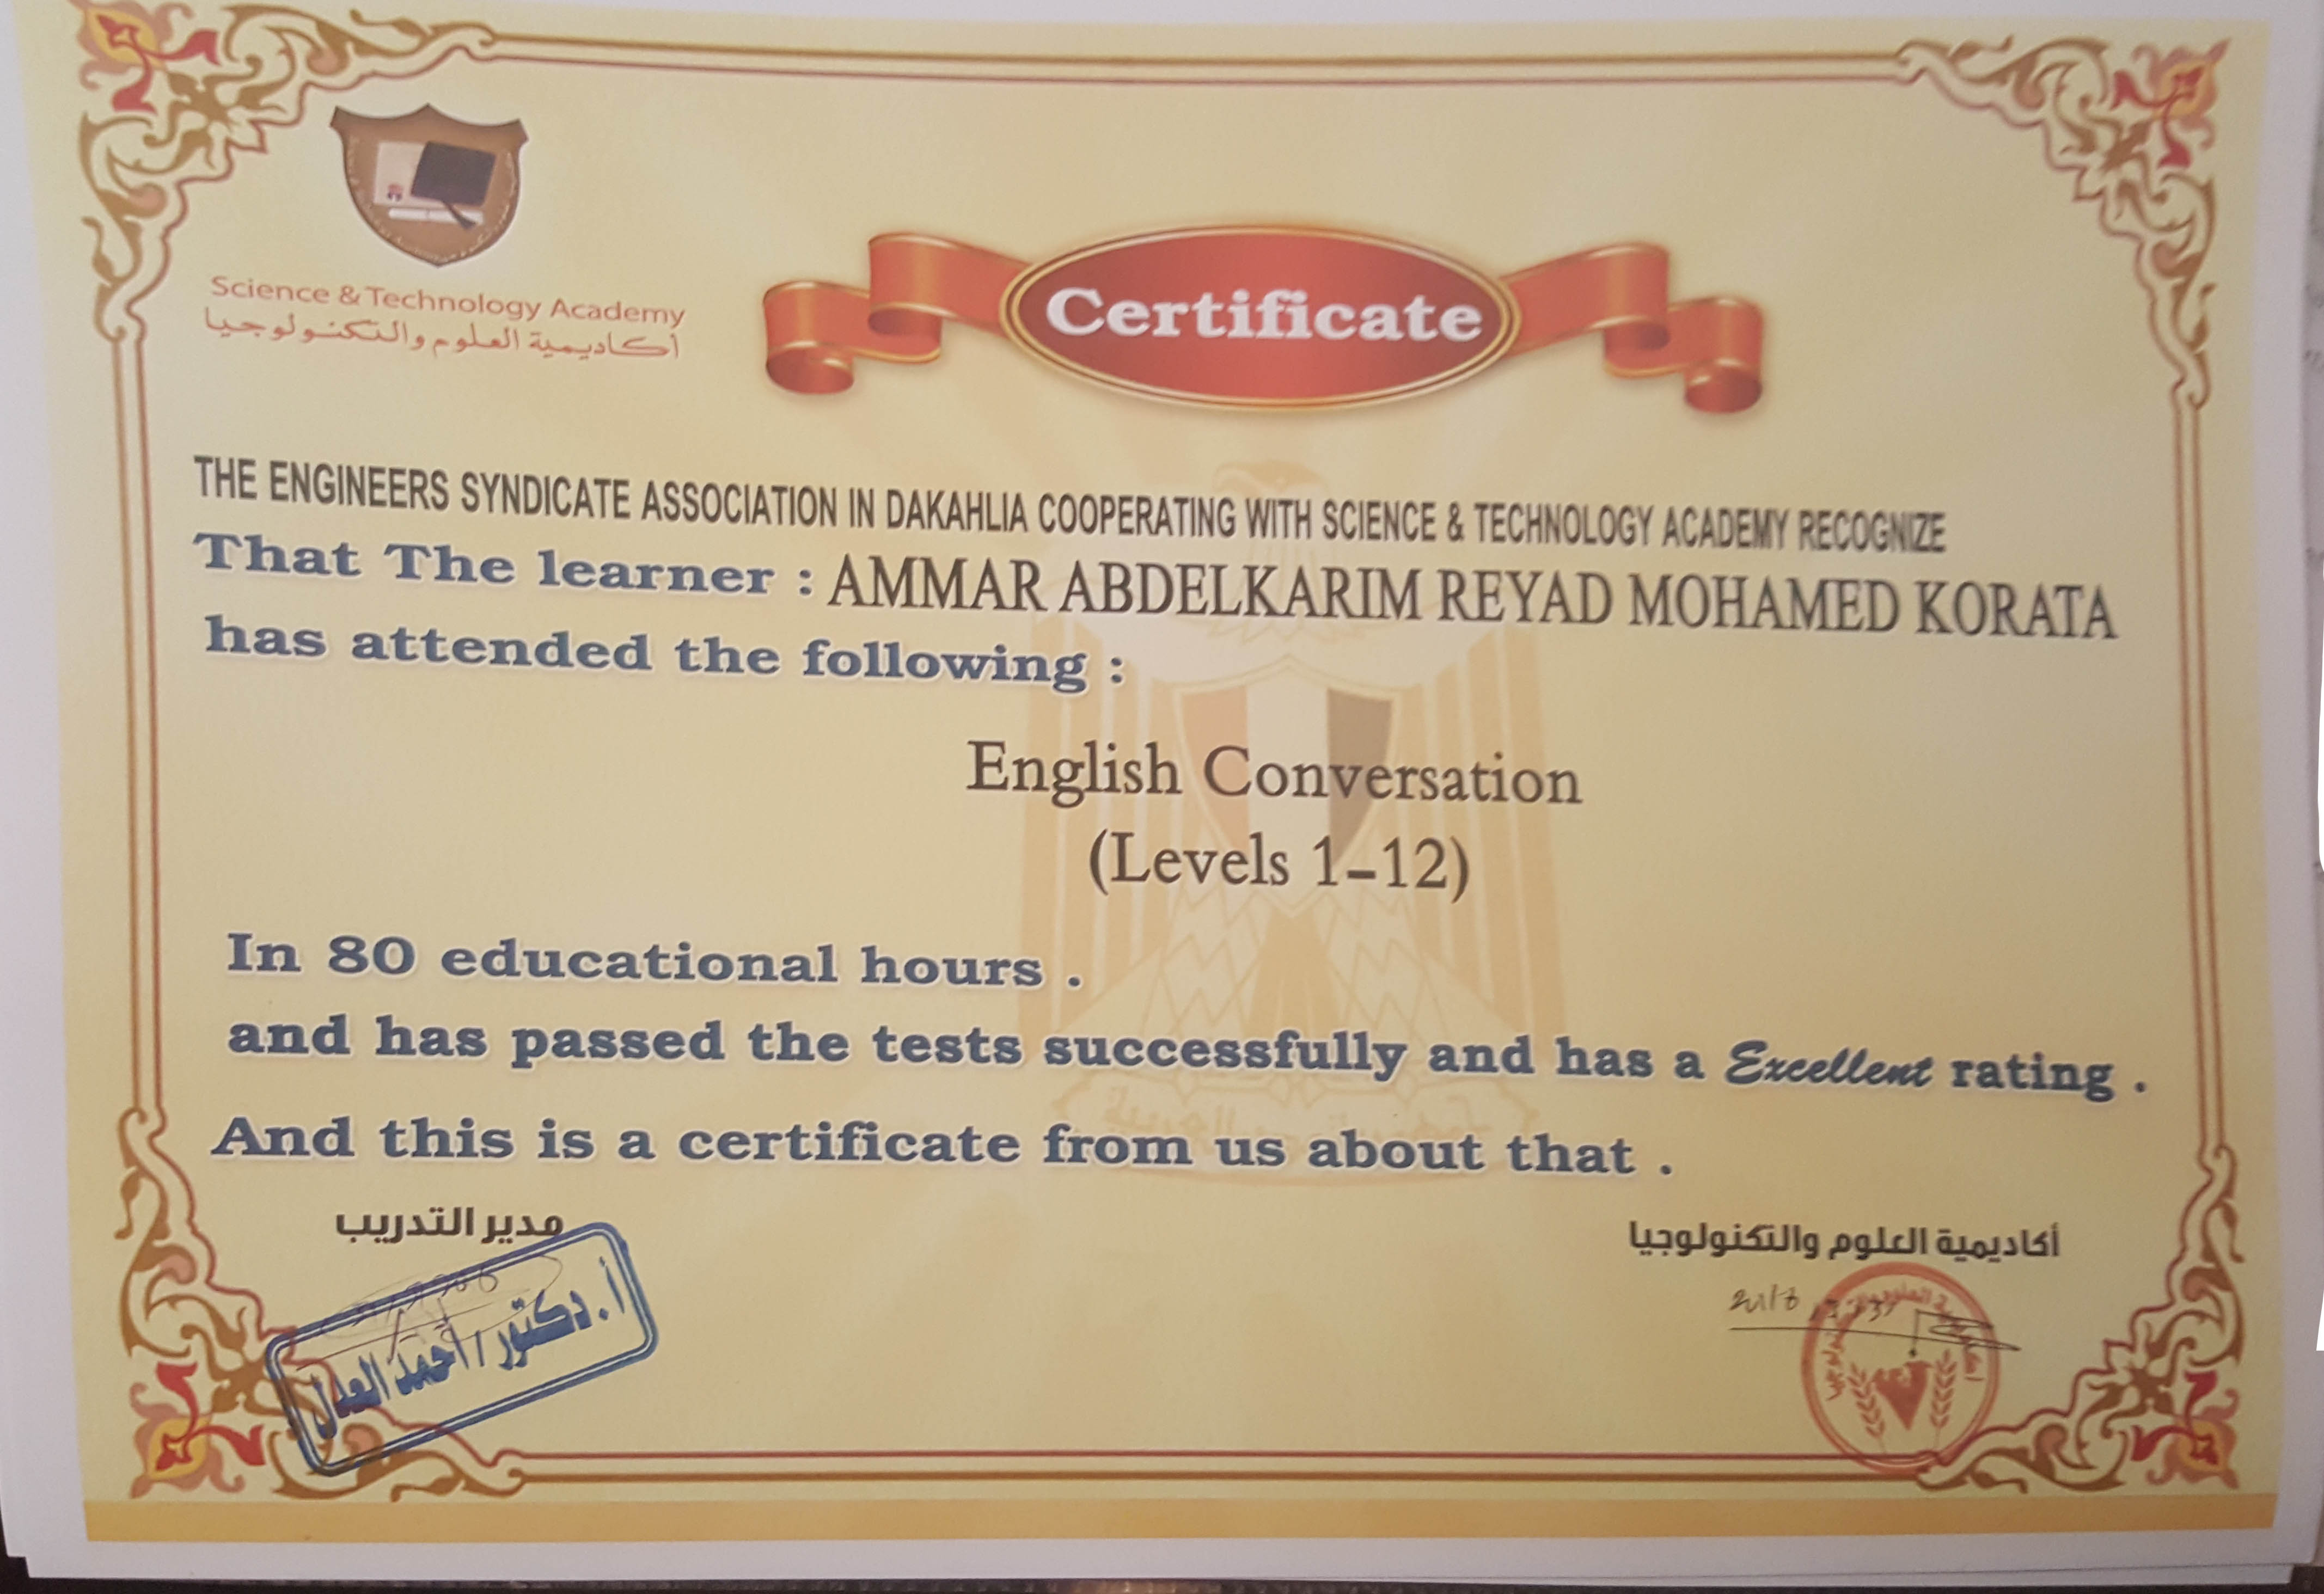 Science & Technology Academy
أكاديمية العلوم والتكنولوجيا
Certificate
THE ENGINEERS SYNDICATE ASSOCIATION IN DAKAHLIA COOPERATING WITH SCIENCE & TECHNOLOGY ACADEMY RECOGNIZE
That The learner : AMMAR ABDELKARIM REYAD MOHAMED KORATA
has attended the following :
English Conversation
(Levels 1-12)
In 80 educational hours .
and has passed the tests successfully and has a Excellent rating .
And this is a certificate from us about that .
مدير التدريب
أ.دكتور/أحمد العدل
أكاديمية العلوم والتكنولوجيا